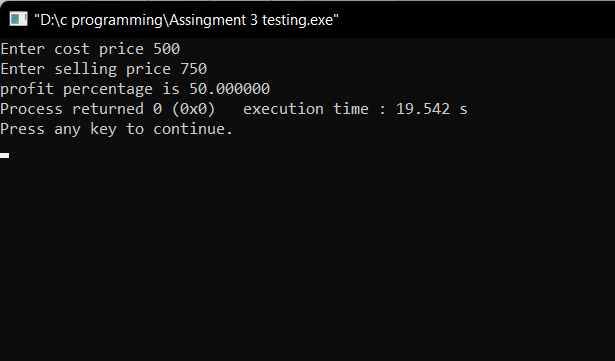 "D:\c programming\Assingment 3 testing.exe"
Enter cost price 500
Enter selling price 750
profit percentage is 50.000000
Process returned 0 (0x0)   execution time : 19.542 s
Press any key to continue.